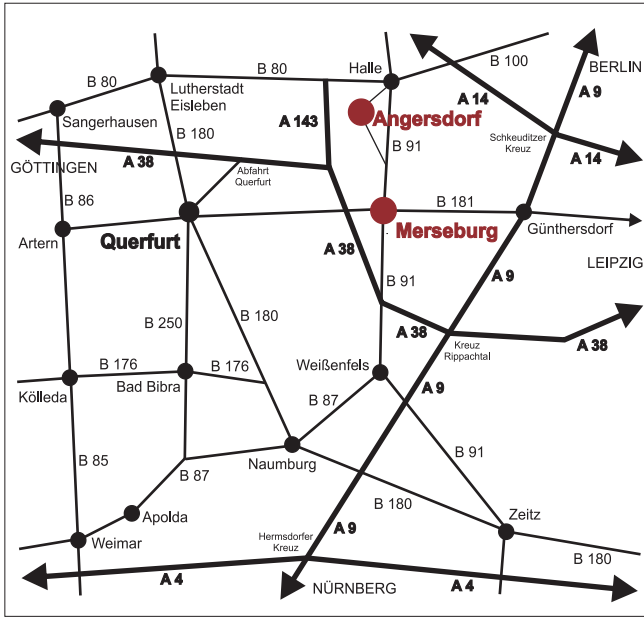 B 80
B 80
Halle
B 100
BERLIN
Lutherstadt
Eisleben
A 9
A 14
Sangerhausen
A 143
Angersdorf
B 180
Schkeuditzer
Kreuz
A 14
B 91
GÖTTINGEN
A 38
Abfahrt
Querfurt
B 86
B 181
Artern
Querfurt
Merseburg
Günthersdorf
A 38
LEIPZIG
A 9
B 91
B 250
B 180
A 38
Kreuz
Rippachtal
A 38
B 176
B 176
Weißenfels
Kölleda
Bad Bibra
A 9
B 87
B 85
B 87
Naumburg
B 91
B 180
Apolda
Zeitz
A 9
Weimar
Hermsdorfer
Kreuz
B 180
A 4
NÜRNBERG
A 4